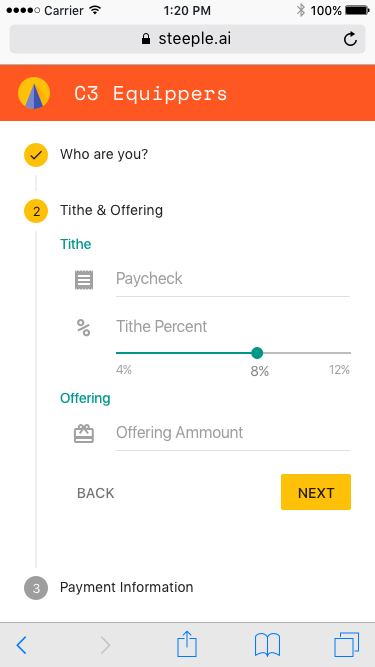 Carrier 1:20 PM 100%
steeple.ai
C3 Equippers
Who are you?
2 Tithe & Offering
Tithe
Paycheck
% Tithe Percent
4% 8% 12%
Offering
Offering Ammount
BACK NEXT
3 Payment Information